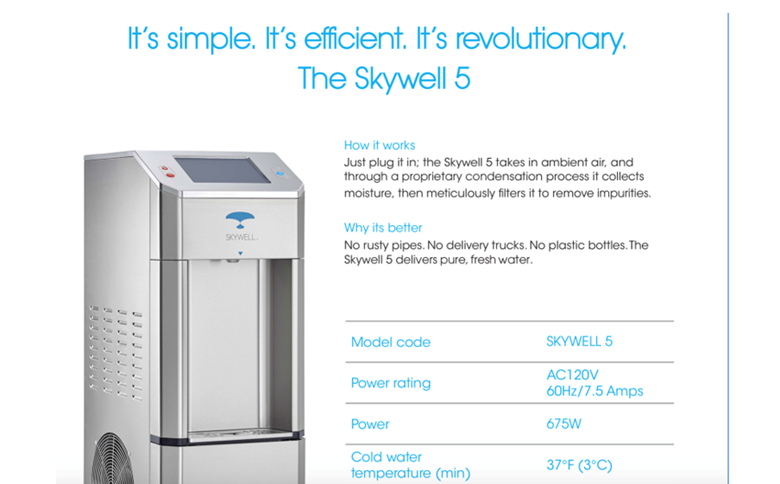 It's simple. It's efficient. It's revolutionary.
The Skywell 5
How it works
Just plug it in; the Skywell 5 takes in ambient air, and
through a proprietary condensation process it collects
moisture, then meticulously filters it to remove impurities.
SKYWELL
Why its better
No rusty pipes. No delivery trucks. No plastic bottles. The
Skywell 5 delivers pure, fresh water.
Model code SKYWELL 5
Power rating AC120V
60Hz/7.5 Amps
Power 675W
Cold water
temperature (min) 37°F (3°C)